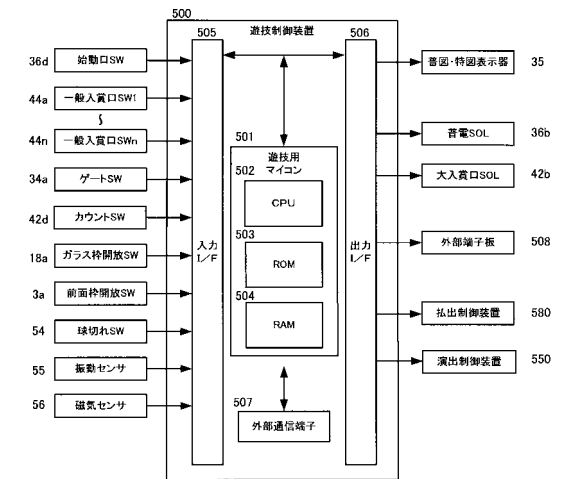 500
505
遊技制御装置
506
36d
始動口SW
普図・特図表示器
35
44a
一般入賞口SW1
44n
一般入賞口SWn
普電SOL
36b
501
遊技用
マイコン
34a
ゲートSW
502
大入賞口SOL
42b
CPU
42d
カウントSW
入力
I/F
出力
I/F
503
外部端子板
508
18a
ガラス枠開放SW
ROM
3a
前面枠開放SW
504
払出制御装置
580
54
球切れSW
RAM
演出制御装置
550
55
振動センサ
56
磁気センサ
507
外部通信端子